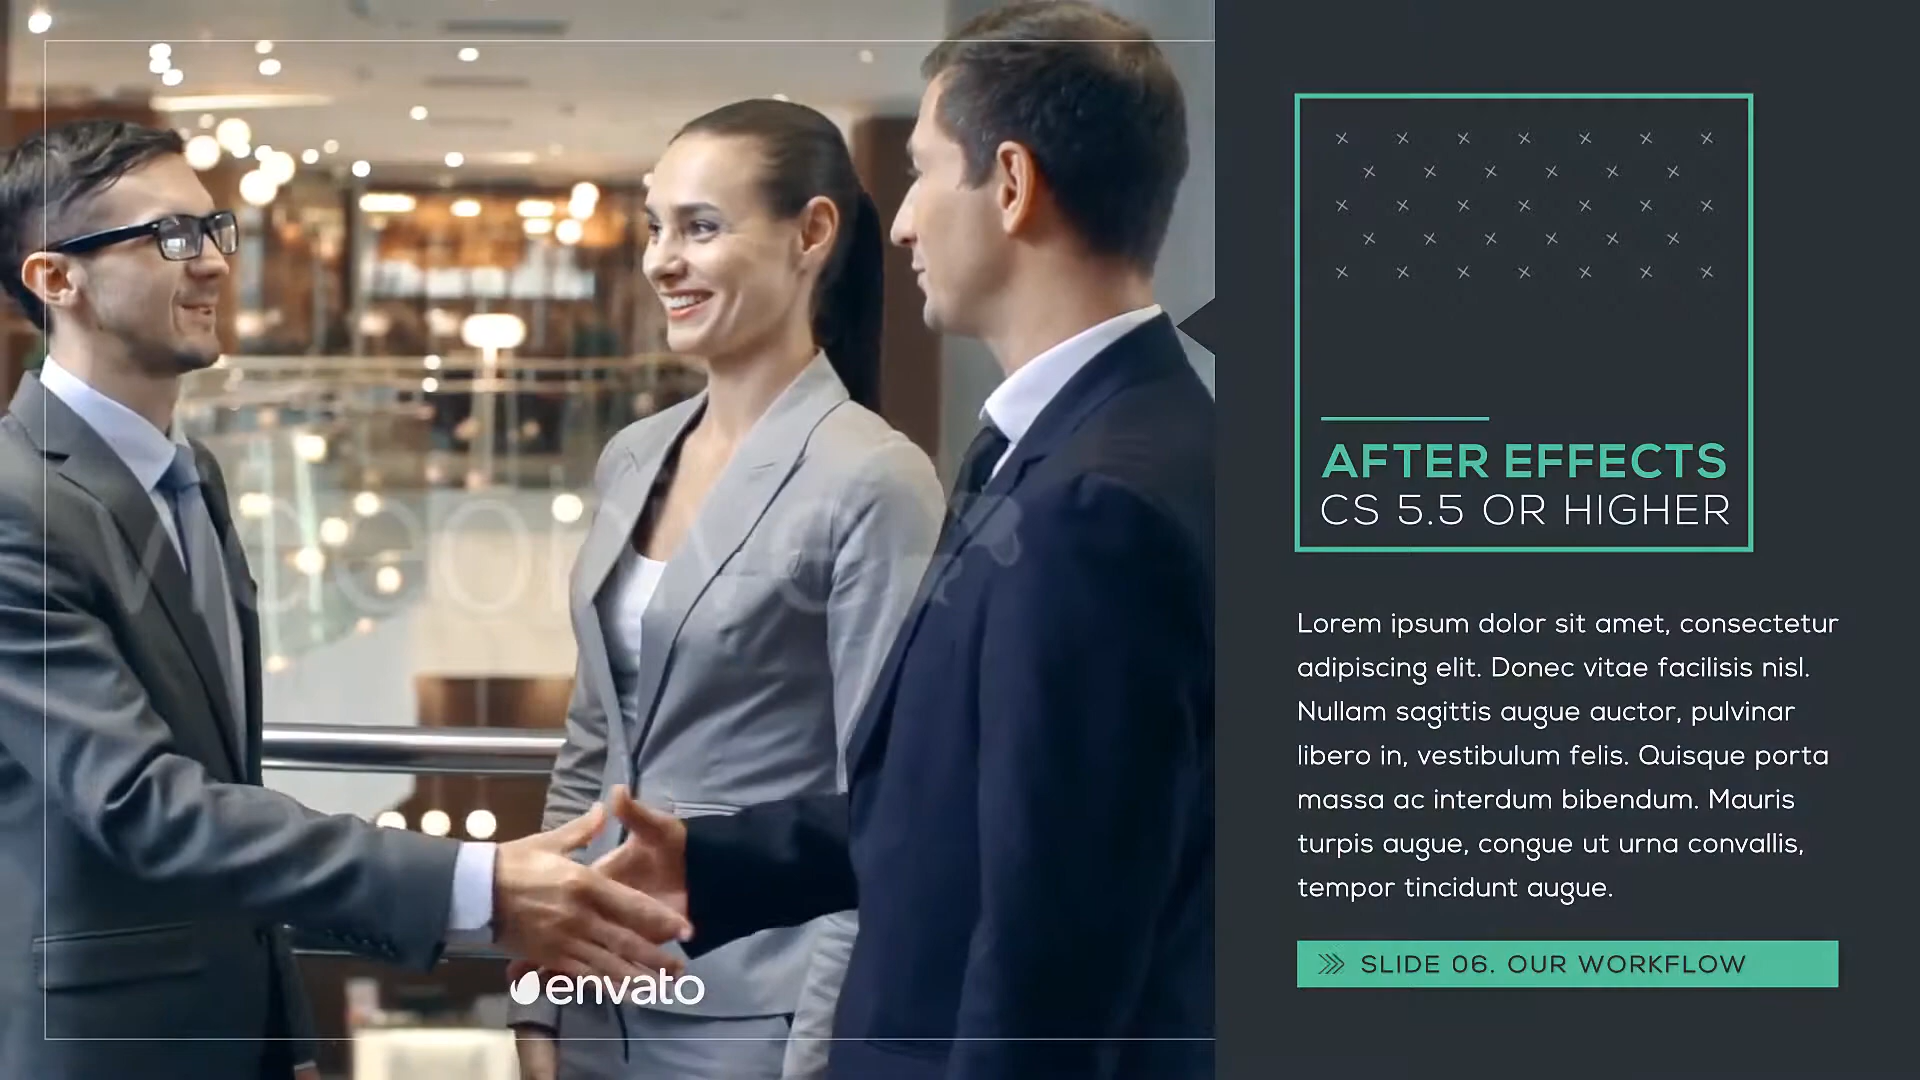 videohive
envato
AFTER EFFECTS
CS 5.5 OR HIGHER
Lorem ipsum dolor sit amet, consectetur
adipiscing elit. Donec vitae facilisis nisl.
Nullam sagittis augue auctor, pulvinar
libero in, vestibulum felis. Quisque porta
massa ac interdum bibendum. Mauris
turpis augue, congue ut urna convallis,
tempor tincidunt augue.
SLIDE 06. OUR WORKFLOW